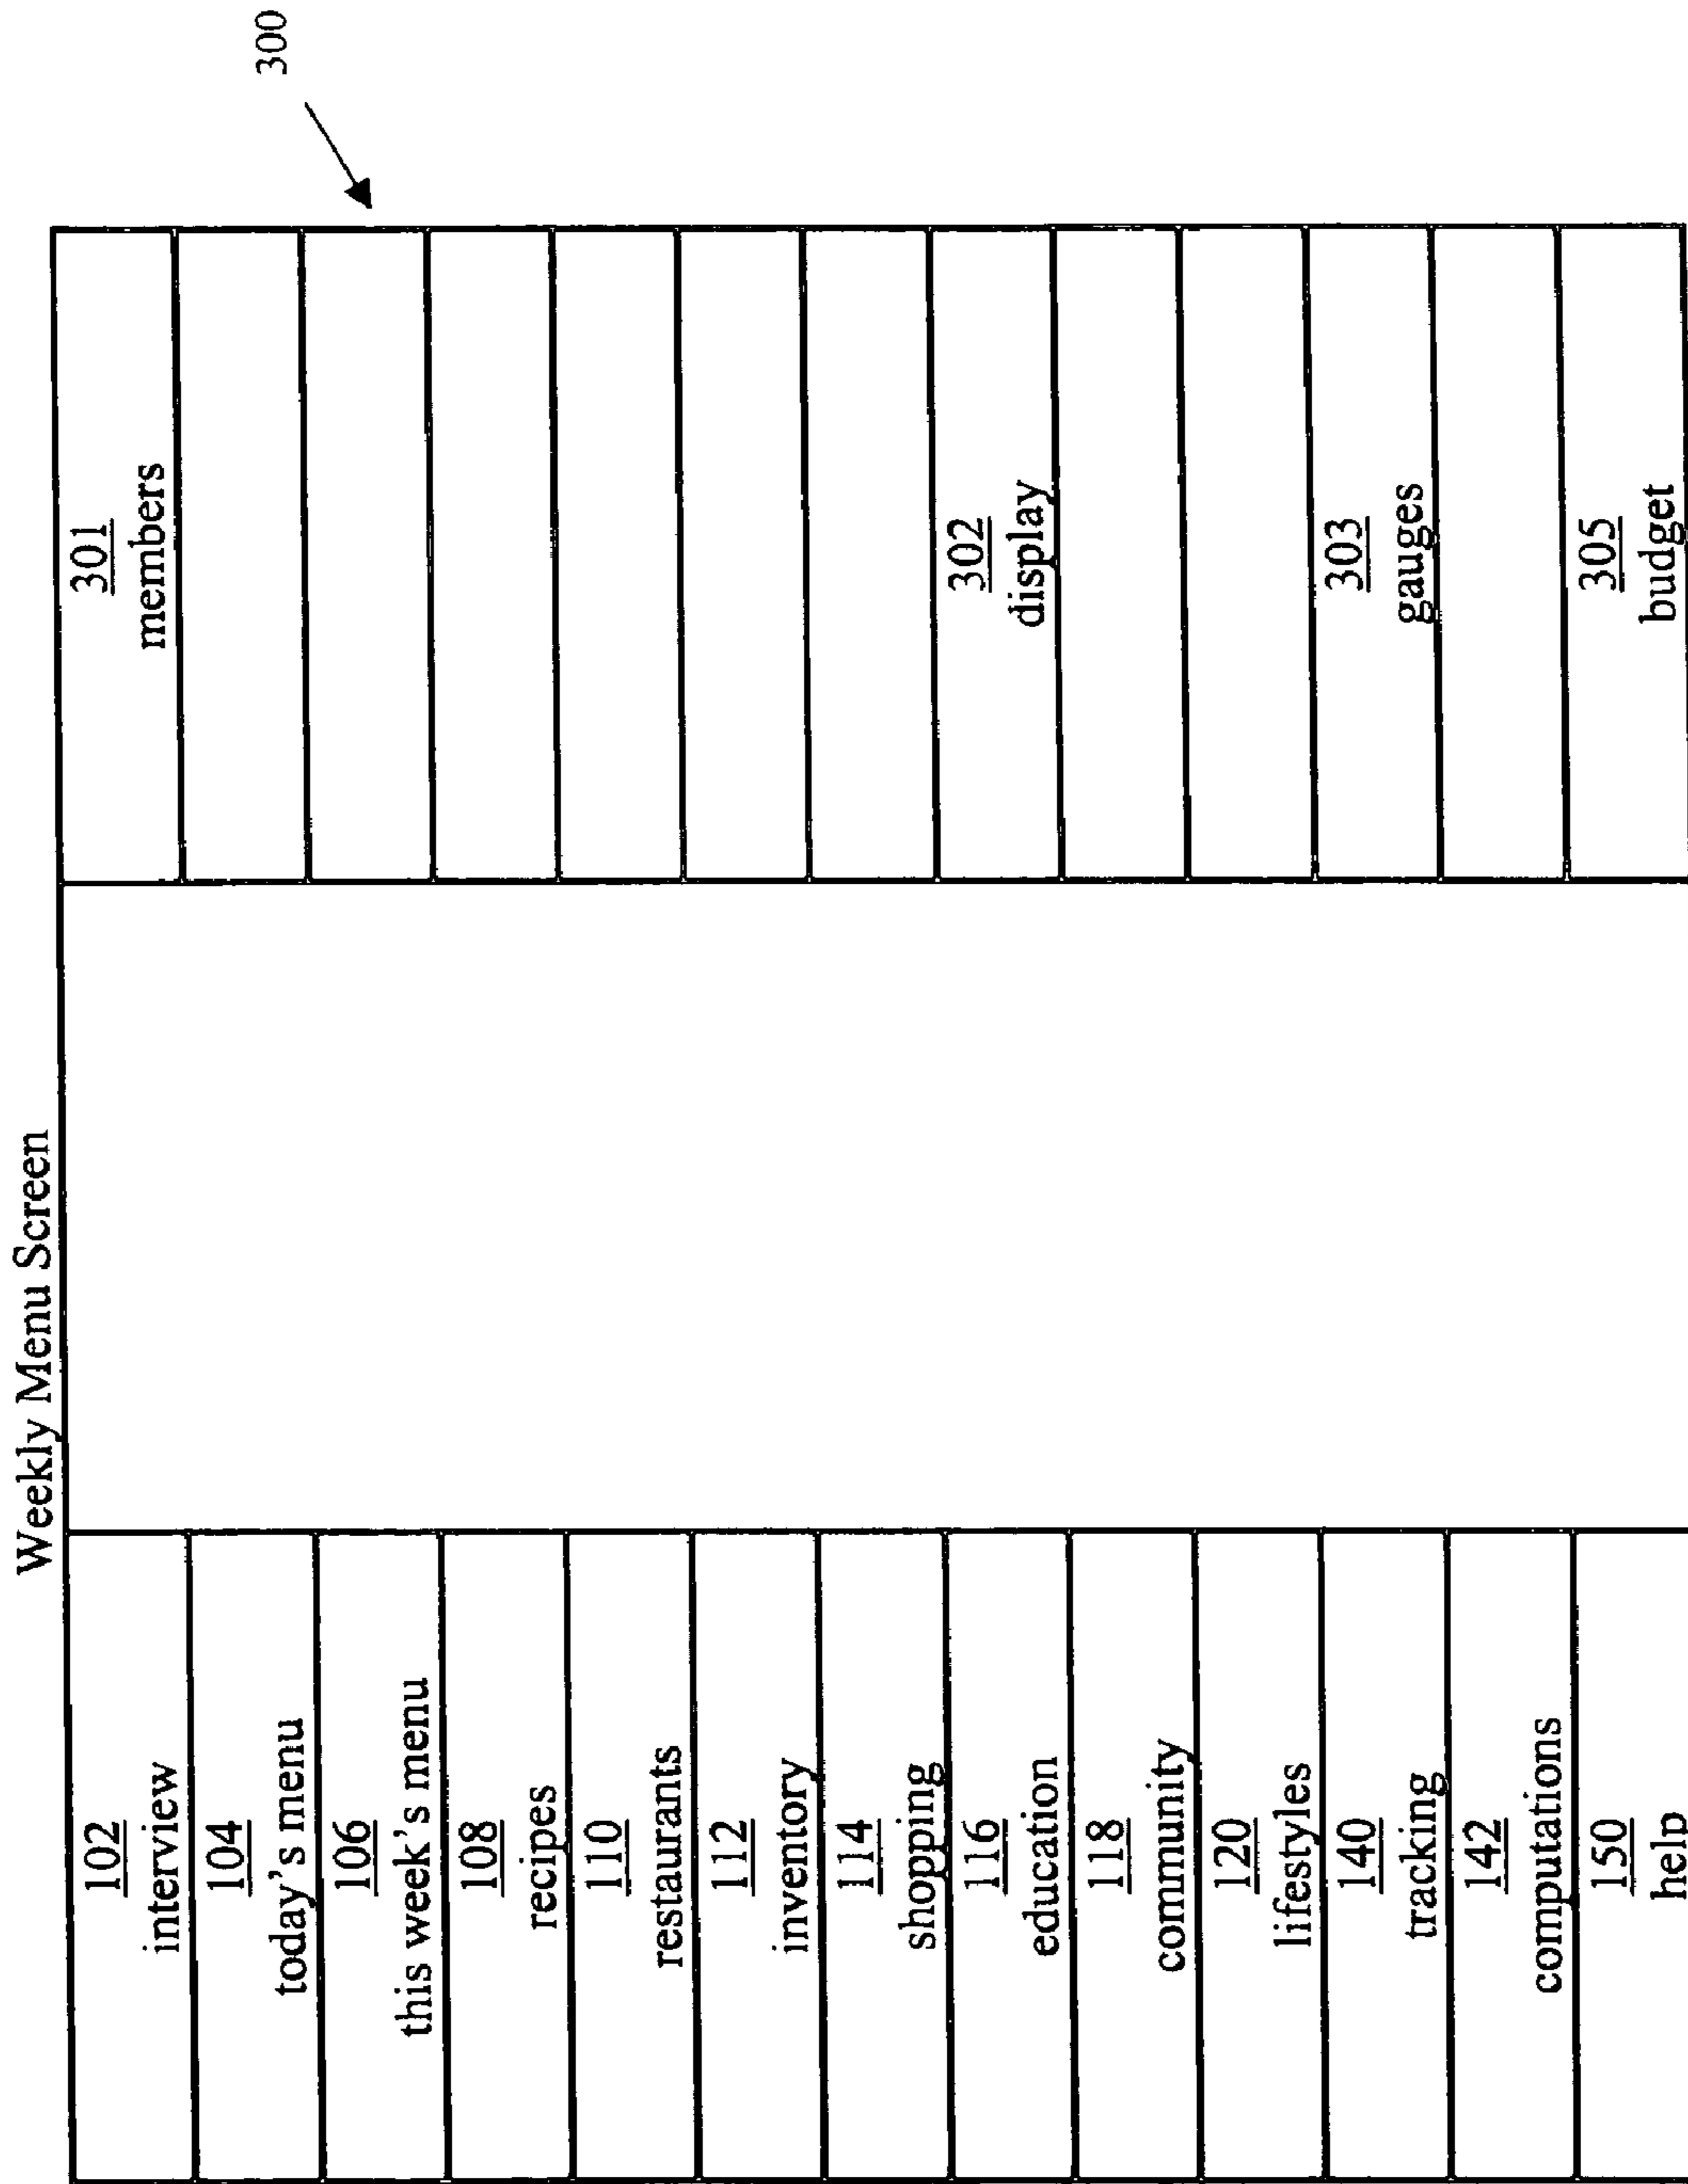 Weekly Menu Screen
300
102
interview
104
today's menu
106
this week's menu
108
recipes
110
restaurants
112
inventory
114
shopping
116
education
118
community
120
lifestyles
140
tracking
142
computations
150
help
301
members
302
display
303
gauges
305
budget